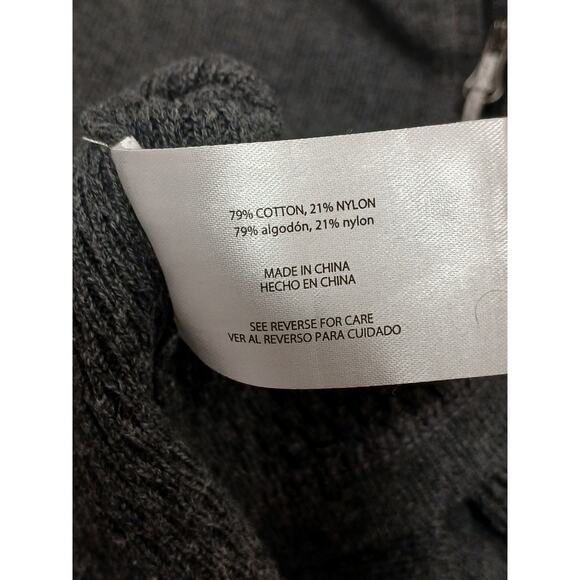 79% COTTON, 21% NYLON
79% algodón, 21% nylon
MADE IN CHINA
HECHO EN CHINA
SEE REVERSE FOR CARE
VER AL REVERSO PARA CUIDADO